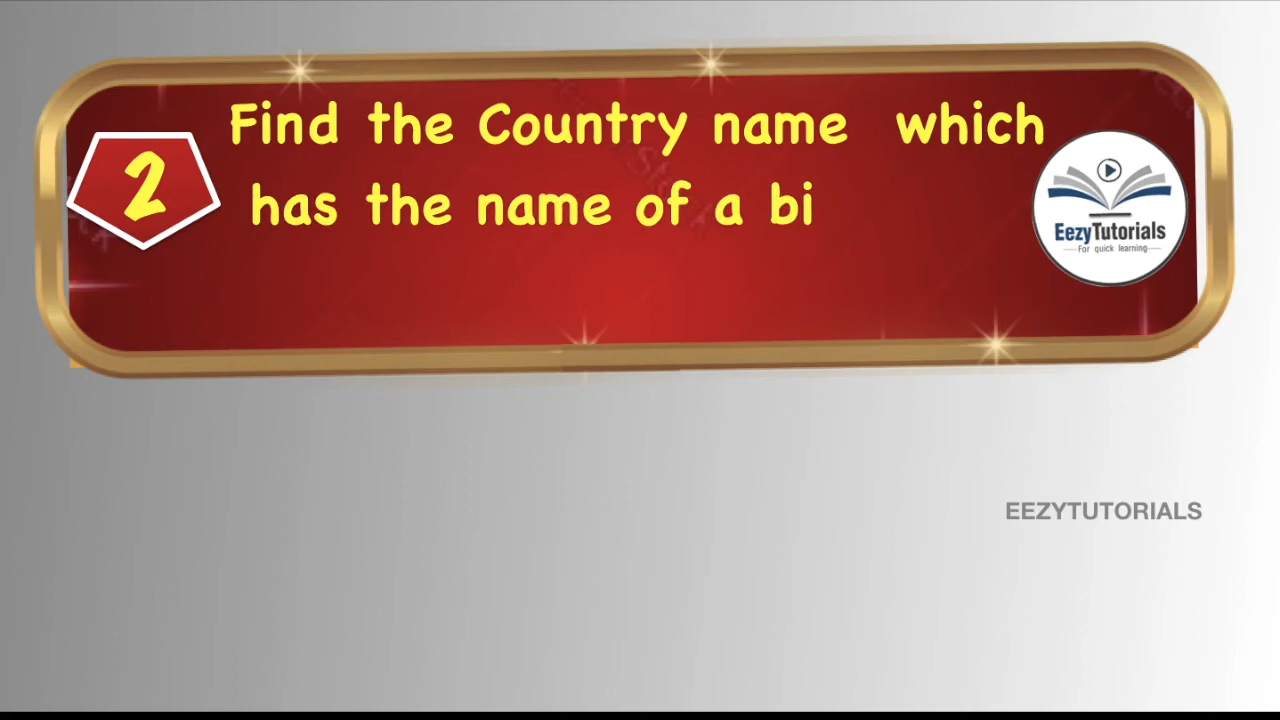 Find the Country name which
2
has the name of a bi
EezyTutorials
For quick learning
EEZYTUTORIALS